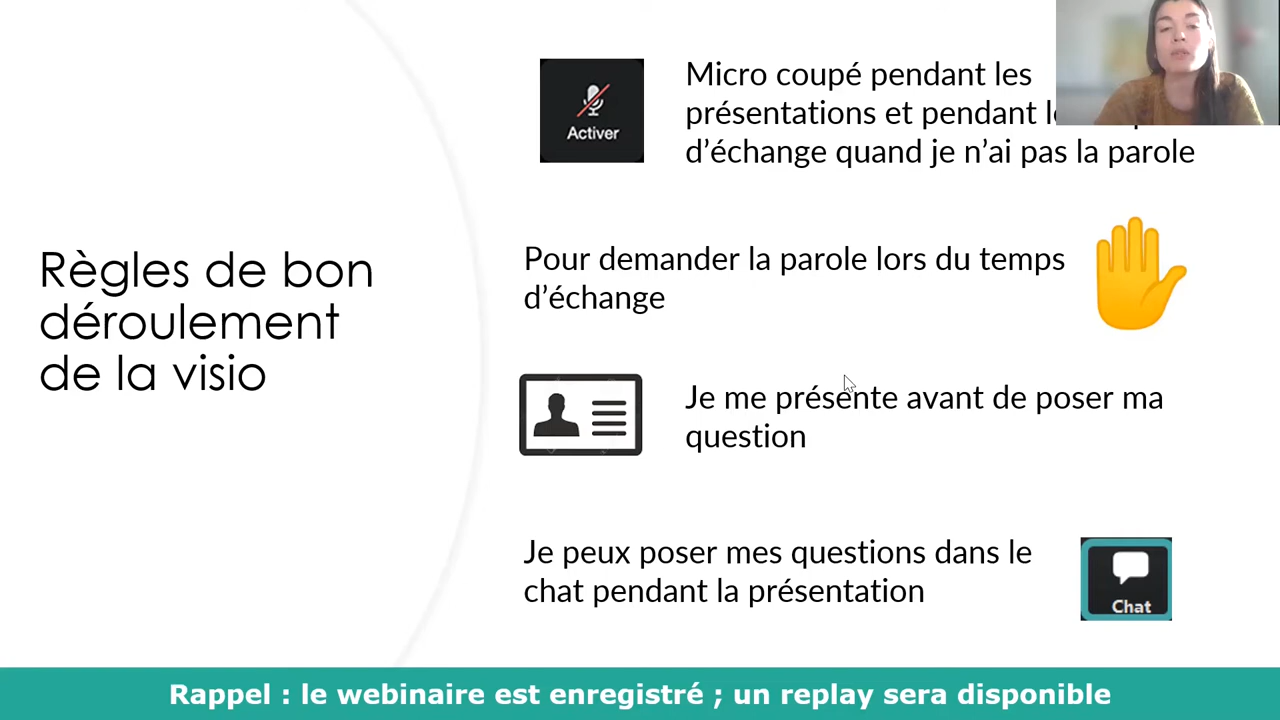 Règles de bon
déroulement
de la visio
Activer
Micro coupé pendant les
présentations et pendant
d’échange quand je n’ai pas la parole
Pour demander la parole lors du temps
d’échange
Je me présente avant de poser ma
question
Je peux poser mes questions dans le
chat pendant la présentation
Chat
Rappel : le webinaire est enregistré ; un replay sera disponible